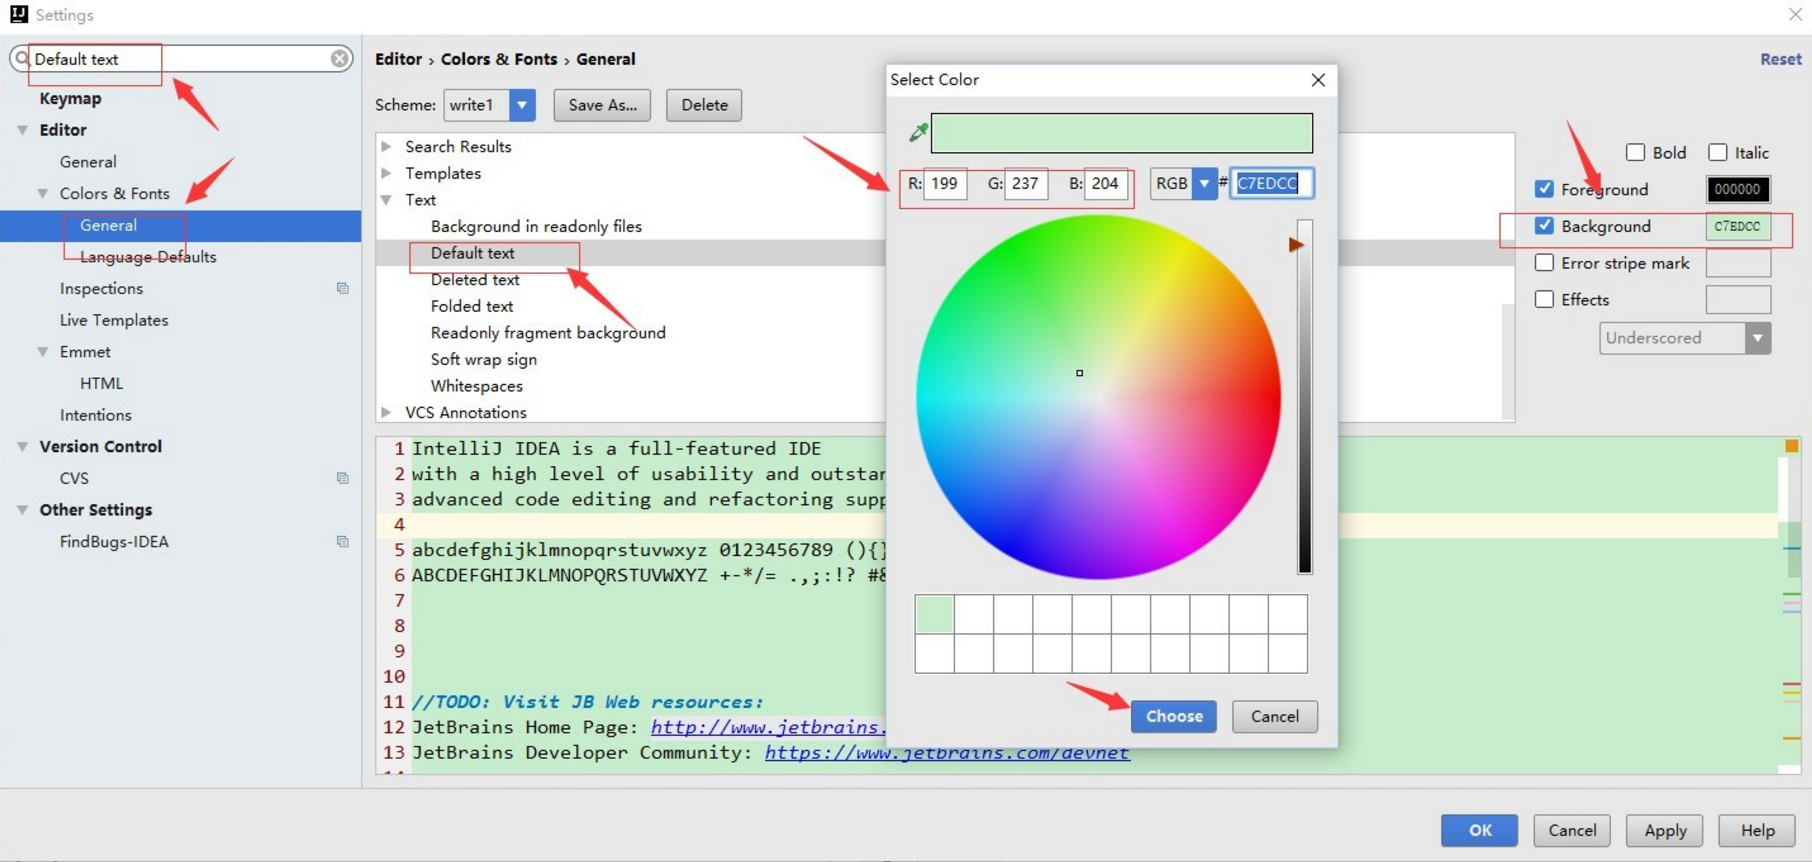 Settings
Default text
Keymap
Editor
General
Colors & Fonts
General
Language Defaults
Inspections
Live Templates
Emmet
HTML
Intentions
Version Control
CVS
Other Settings
FindBugs-IDEA
Editor › Colors & Fonts › General
Reset
Scheme: write1 Save As... Delete
Search Results
Templates
Text
Background in readonly files
Default text
Deleted text
Folded text
Readonly fragment background
Soft wrap sign
Whitespaces
VCS Annotations
Select Color
R: 199 G: 237 B: 204 RGB # C7EDCC
Choose Cancel
Bold Italic
Foreground 000000
Background C7EDCC
Error stripe mark
Effects
Underscored
1 IntelliJ IDEA is a full-featured IDE
2 with a high level of usability and outstan
3 advanced code editing and refactoring supp
4
5 abcdefghijklmnopqrstuvwxyz 0123456789 (){}
6 ABCDEFGHIJKLMNOPQRSTUVWXYZ +-*/= .,;:!? #&
7
8
9
10
11 //TODO: Visit JB Web resources:
12 JetBrains Home Page: http://www.jetbrains.
13 JetBrains Developer Community: https://www.jetbrains.com/devnet
OK Cancel Apply Help